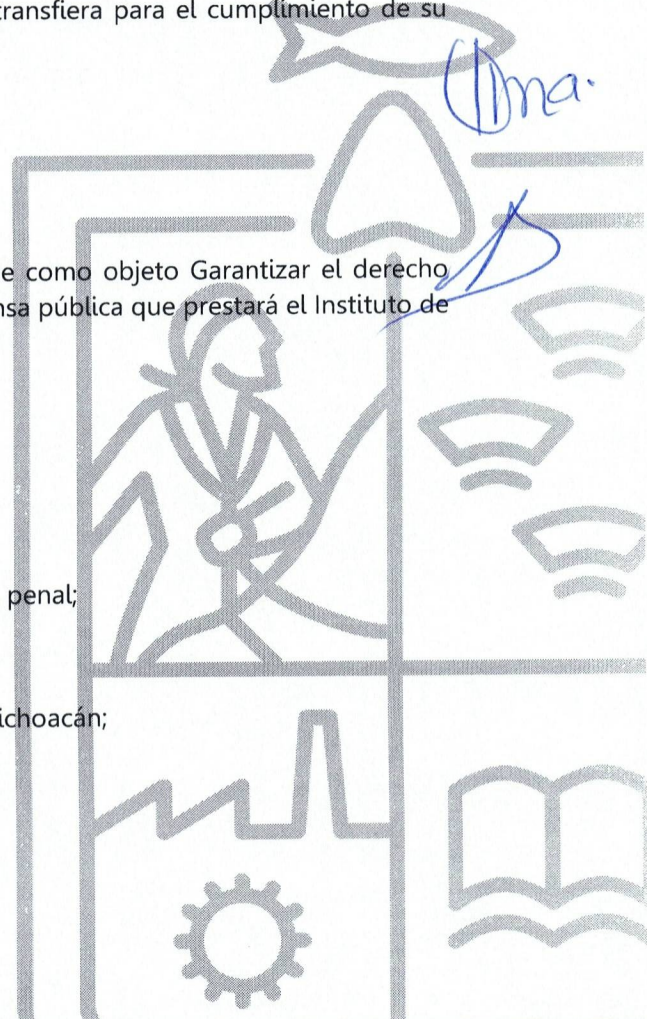 transfiera para el cumplimiento de su
e como objeto Garantizar el derecho
nsa pública que prestará el Instituto de
penal;
ichoacán;